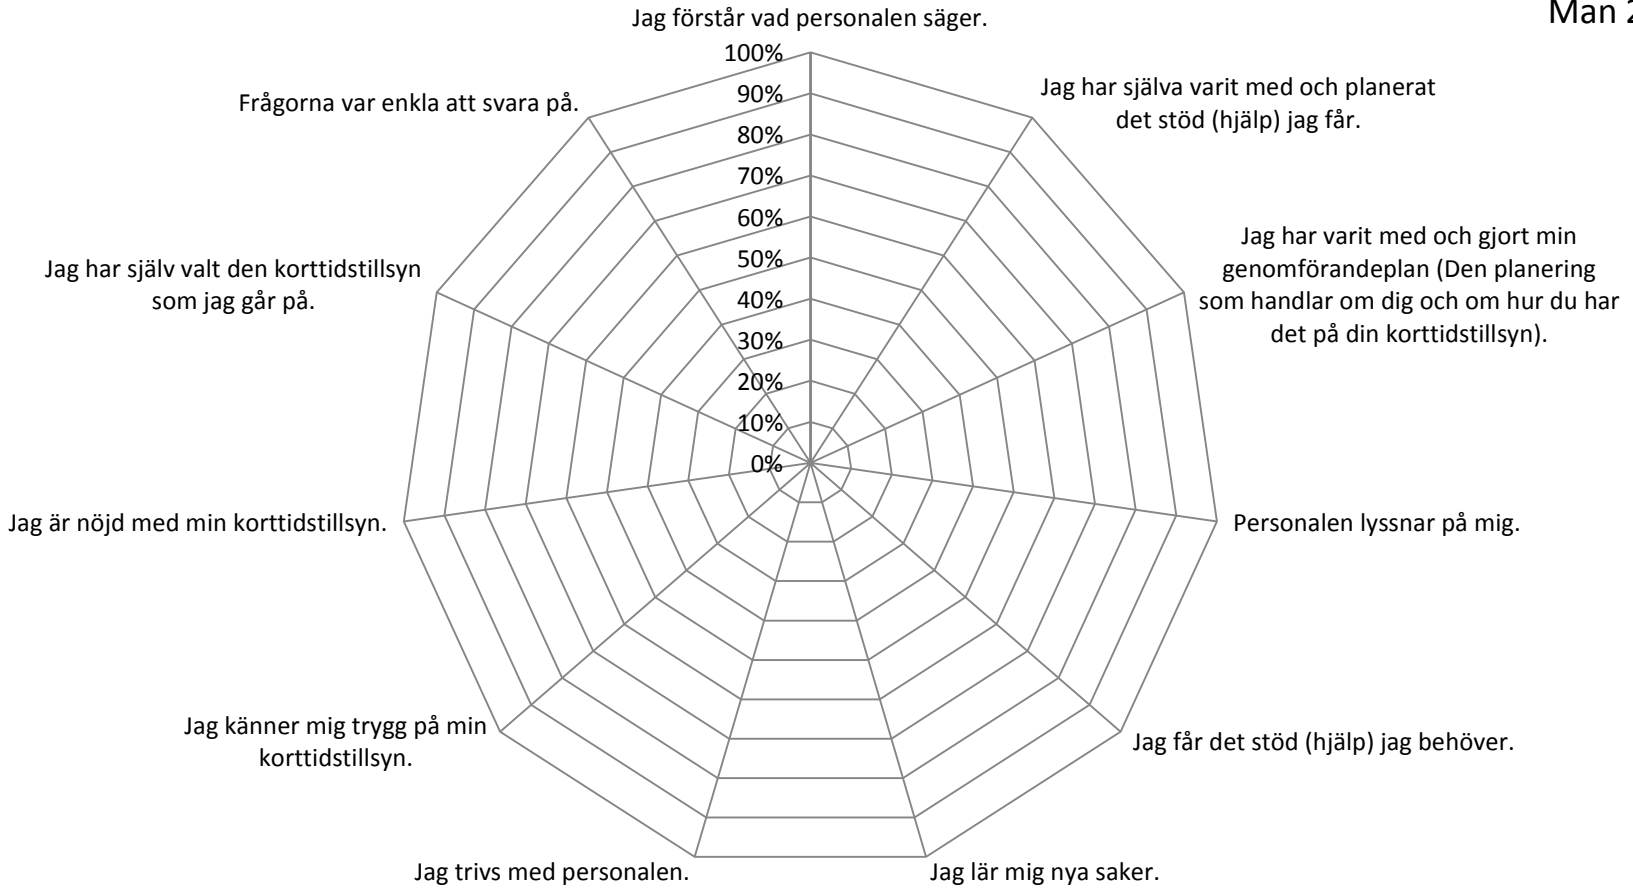 Man 2
Jag förstår vad personalen säger.
100%
90%
80%
70%
60%
50%
40%
30%
20%
10%
0%
Jag har själva varit med och planerat
det stöd (hjälp) jag får.
Jag har varit med och gjort min
genomförandeplan (Den planering
som handlar om dig och om hur du har
det på din korttidstillsyn).
Personalen lyssnar på mig.
Jag får det stöd (hjälp) jag behöver.
Jag lär mig nya saker.
Jag trivs med personalen.
Jag känner mig trygg på min
korttidstillsyn.
Jag är nöjd med min korttidstillsyn.
Jag har själv valt den korttidstillsyn
som jag går på.
Frågorna var enkla att svara på.